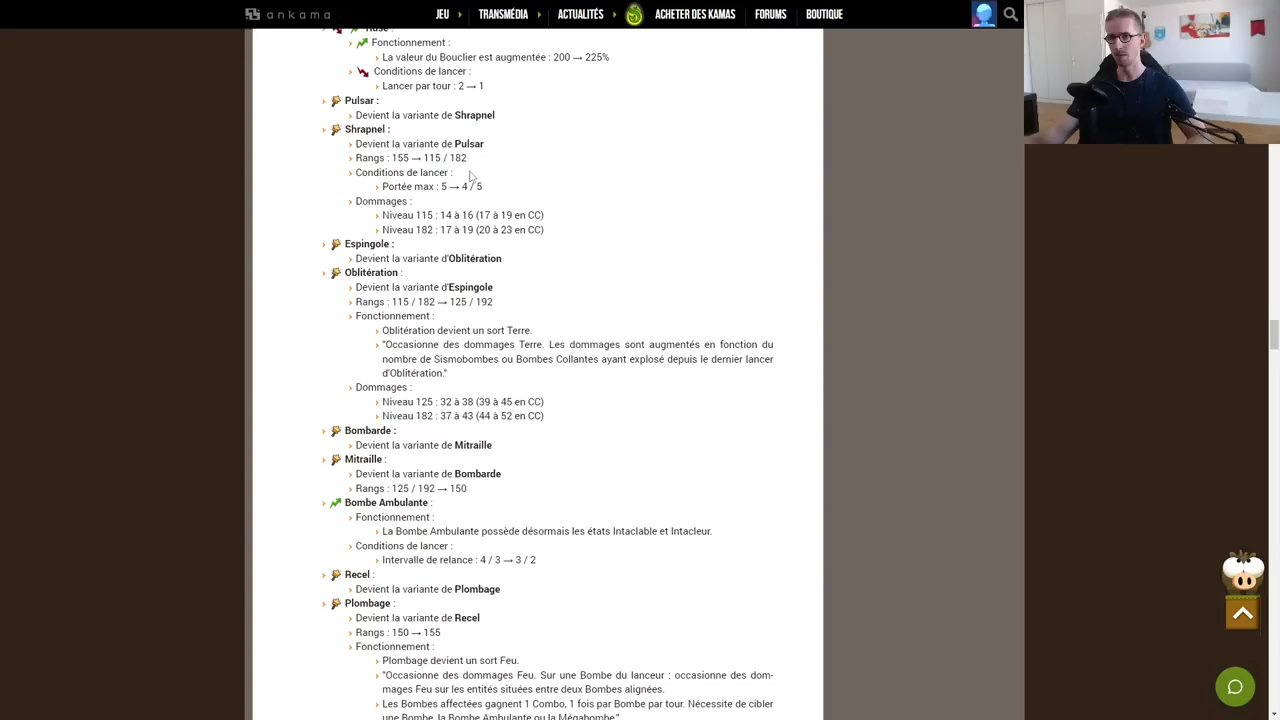 ankama
JEU
TRANSMÉDIA
ACTUALITÉS
ACHETER DES KAMAS
FORUMS
BOUTIQUE
Ruse :
Fonctionnement :
La valeur du Bouclier est augmentée : 200 → 225%
Conditions de lancer :
Lancer par tour : 2 → 1
Pulsar :
Devient la variante de Shrapnel
Shrapnel :
Devient la variante de Pulsar
Rangs : 155 → 115 / 182
Conditions de lancer :
Portée max : 5 → 4 / 5
Dommages :
Niveau 115 : 14 à 16 (17 à 19 en CC)
Niveau 182 : 17 à 19 (20 à 23 en CC)
Espingole :
Devient la variante d'Oblitération
Oblitération :
Devient la variante d'Espingole
Rangs : 115 / 182 → 125 / 192
Fonctionnement :
Oblitération devient un sort Terre.
"Occasionne des dommages Terre. Les dommages sont augmentés en fonction du
nombre de Sismobombes ou Bombes Collantes ayant explosé depuis le dernier lancer
d'Oblitération."
Dommages :
Niveau 125 : 32 à 38 (39 à 45 en CC)
Niveau 182 : 37 à 43 (44 à 52 en CC)
Bombarde :
Devient la variante de Mitraille
Mitraille :
Devient la variante de Bombarde
Rangs : 125 / 192 → 150
Bombe Ambulante :
Fonctionnement :
La Bombe Ambulante possède désormais les états Intaclable et Intacleur.
Conditions de lancer :
Intervalle de relance : 4 / 3 → 3 / 2
Recel :
Devient la variante de Plombage
Plombage :
Devient la variante de Recel
Rangs : 150 → 155
Fonctionnement :
Plombage devient un sort Feu.
"Occasionne des dommages Feu. Sur une Bombe du lanceur : occasionne des dom-
mages Feu sur les entités situées entre deux Bombes alignées.
Les Bombes affectées gagnent 1 Combo, 1 fois par Bombe par tour. Nécessite de cibler
une Bombe, la Bombe Ambulante ou la Mégabombe."